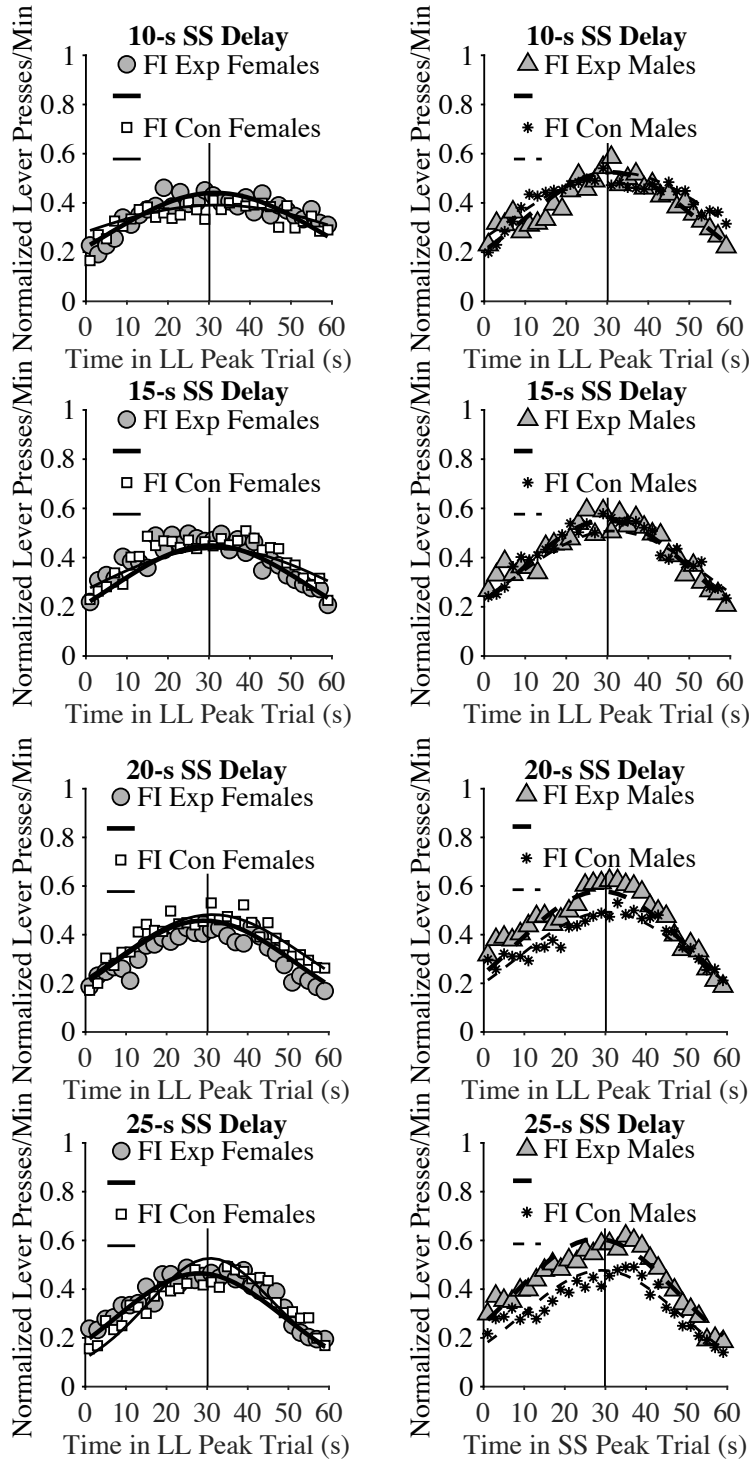 10-s SS Delay
FI Exp Females
FI Con Females
Normalized Lever Presses/Min
1
0.8
0.6
0.4
0.2
0
0 10 20 30 40 50 60
Time in LL Peak Trial (s)
10-s SS Delay
FI Exp Males
FI Con Males
Normalized Lever Presses/Min
1
0.8
0.6
0.4
0.2
0
0 10 20 30 40 50 60
Time in LL Peak Trial (s)
15-s SS Delay
FI Exp Females
FI Con Females
Normalized Lever Presses/Min
1
0.8
0.6
0.4
0.2
0
0 10 20 30 40 50 60
Time in LL Peak Trial (s)
15-s SS Delay
FI Exp Males
FI Con Males
Normalized Lever Presses/Min
1
0.8
0.6
0.4
0.2
0
0 10 20 30 40 50 60
Time in LL Peak Trial (s)
20-s SS Delay
FI Exp Females
FI Con Females
Normalized Lever Presses/Min
1
0.8
0.6
0.4
0.2
0
0 10 20 30 40 50 60
Time in LL Peak Trial (s)
20-s SS Delay
FI Exp Males
FI Con Males
Normalized Lever Presses/Min
1
0.8
0.6
0.4
0.2
0
0 10 20 30 40 50 60
Time in LL Peak Trial (s)
25-s SS Delay
FI Exp Females
FI Con Females
Normalized Lever Presses/Min
1
0.8
0.6
0.4
0.2
0
0 10 20 30 40 50 60
Time in LL Peak Trial (s)
25-s SS Delay
FI Exp Males
FI Con Males
Normalized Lever Presses/Min
1
0.8
0.6
0.4
0.2
0
0 10 20 30 40 50 60
Time in SS Peak Trial (s)